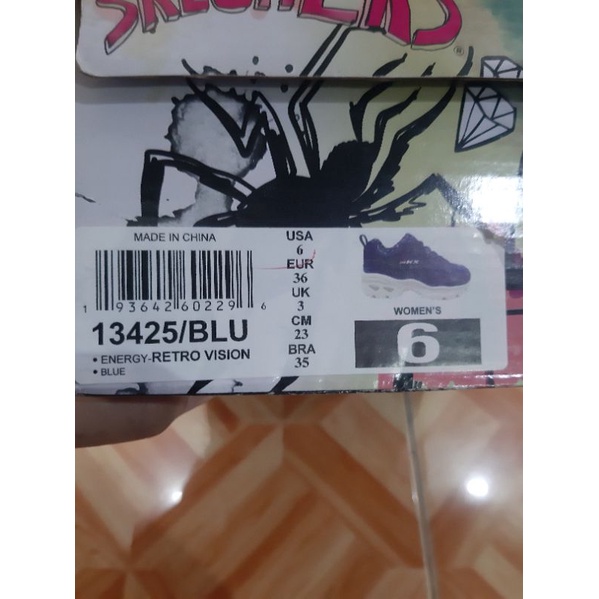 SKECHERS®
MADE IN CHINA
1 93642 60229 6
13425/BLU
• ENERGY-RETRO VISION
• BLUE
USA
6
EUR
36
UK
3
CM
23
BRA
35
WOMEN'S
6